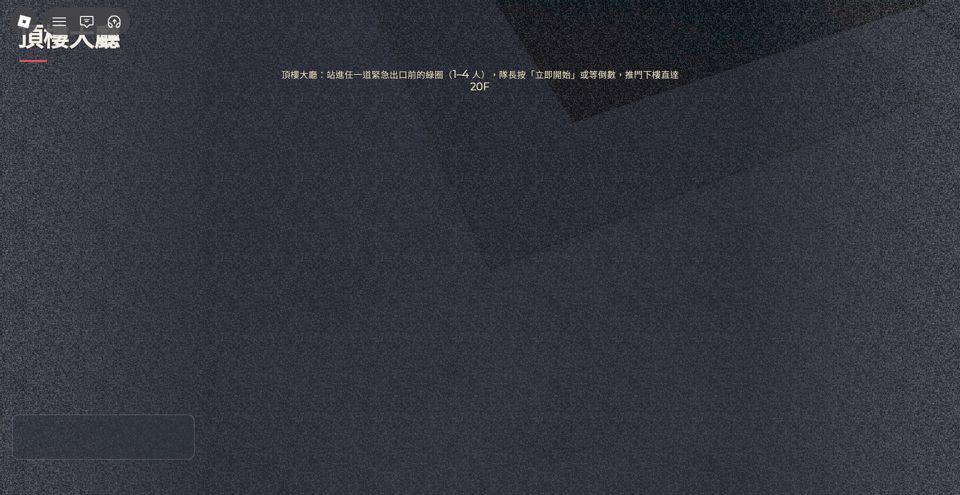 頂樓大廳
頂樓大廳：站進任一道緊急出口前的綠圈（1–4 人），隊長按「立即開始」或等倒數，推門下樓直達
20F